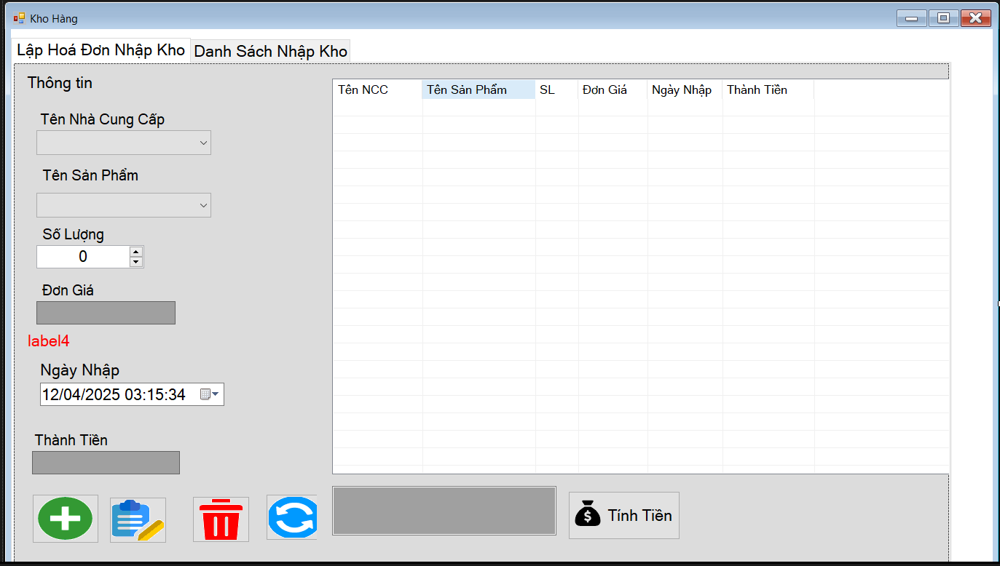 Kho Hàng
Lập Hoá Đơn Nhập Kho Danh Sách Nhập Kho
Thông tin
Tên NCC Tên Sản Phẩm SL Đơn Giá Ngày Nhập Thành Tiền
Tên Nhà Cung Cấp
Tên Sản Phẩm
Số Lượng
0
Đơn Giá
label4
Ngày Nhập
12/04/2025 03:15:34
Thành Tiền
Tính Tiền